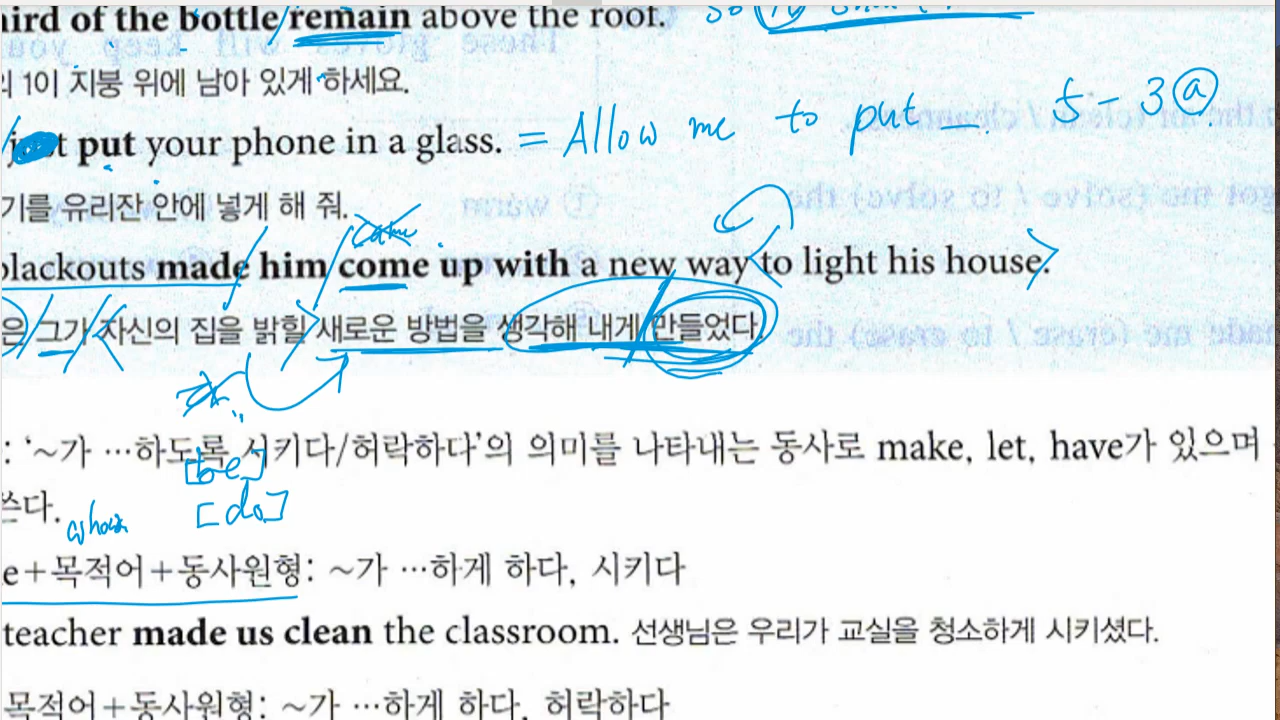 hird of the bottle remain above the roof. so
의 1이 지붕 위에 남아 있게 하세요.
t put your phone in a glass. = Allow me to put — 5-3ⓐ
기를 유리잔 안에 넣게 해 줘.
came
blackouts made him come up with a new way <to light his house>.
은 그가 자신의 집을 밝힐 새로운 방법을 생각해 내게 만들었다.
: ‘~가 …하도록 시키다/허락하다’의 의미를 나타내는 동사로 make, let, have가 있으며
[be]
쓴다. [do]
e+목적어+동사원형: ~가 …하게 하다, 시키다
teacher made us clean the classroom. 선생님은 우리가 교실을 청소하게 시키셨다.
목적어+동사원형: ~가 …하게 하다, 허락하다